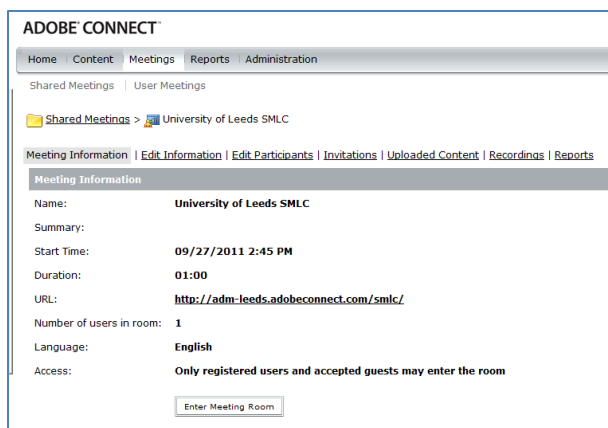 ADOBE® CONNECT™
Home Content Meetings Reports Administration
Shared Meetings | User Meetings
Shared Meetings > University of Leeds SMLC
Meeting Information | Edit Information | Edit Participants | Invitations | Uploaded Content | Recordings | Reports
Meeting Information
Name: University of Leeds SMLC
Summary:
Start Time: 09/27/2011 2:45 PM
Duration: 01:00
URL: http://adm-leeds.adobeconnect.com/smlc/
Number of users in room: 1
Language: English
Access: Only registered users and accepted guests may enter the room
Enter Meeting Room